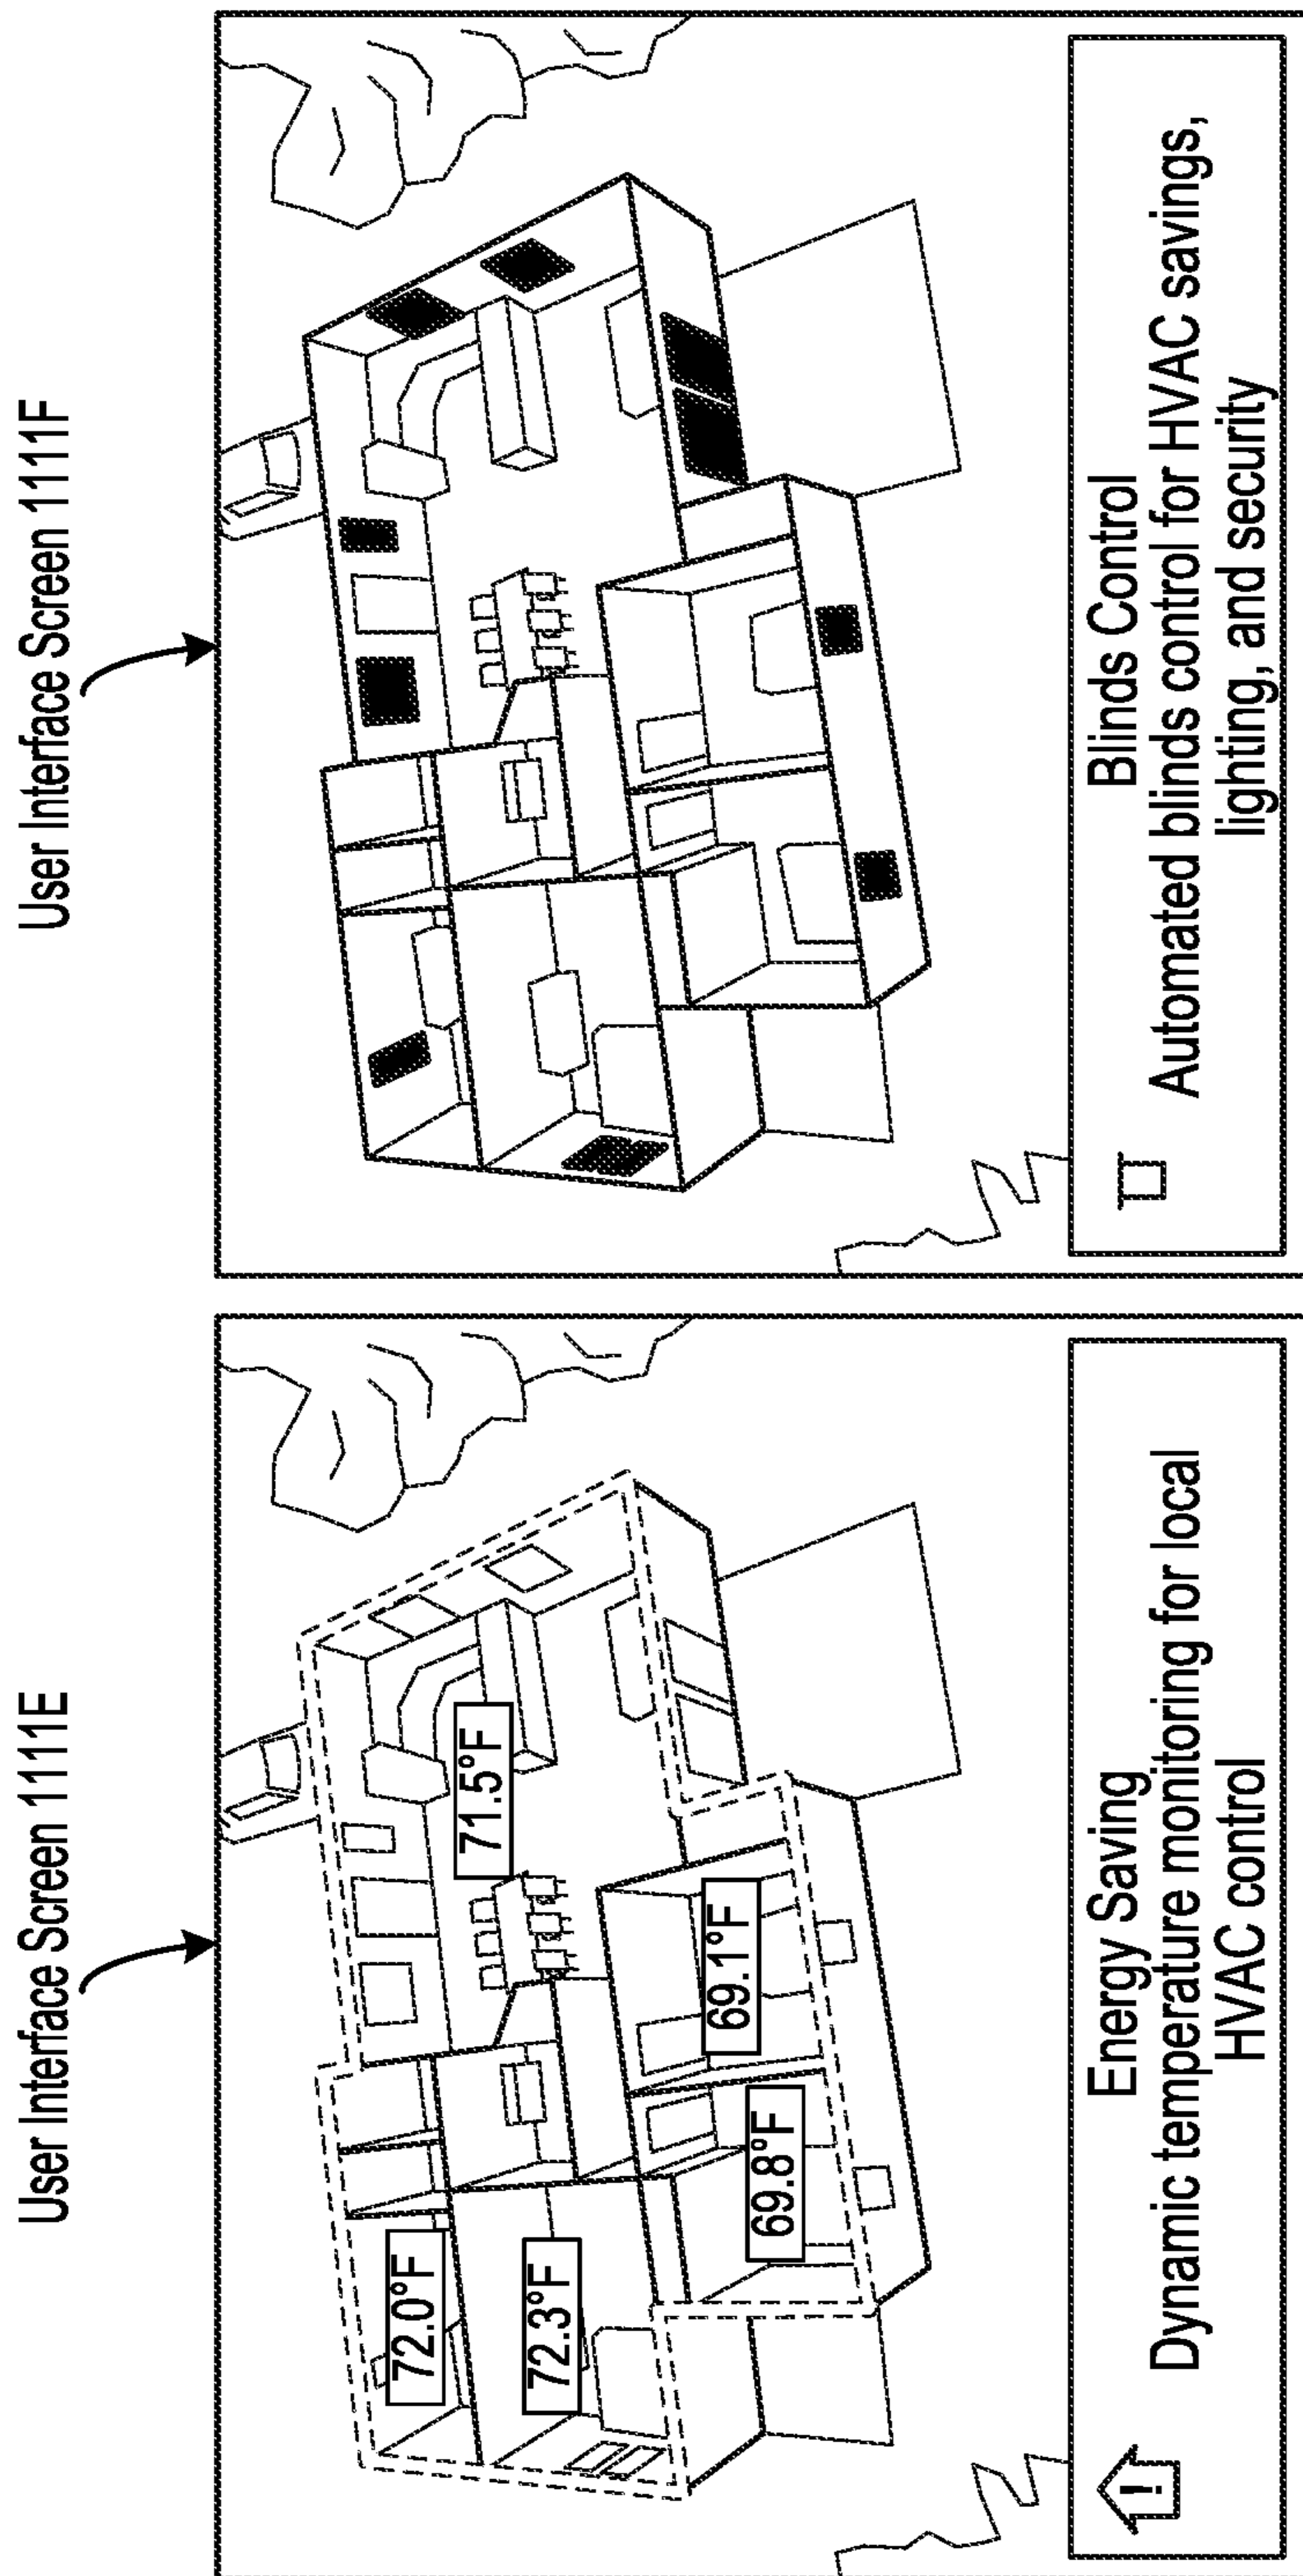 User Interface Screen 1111E
72.0°F
72.3°F
71.5°F
69.8°F
69.1°F
!
Energy Saving
Dynamic temperature monitoring for local
HVAC control
User Interface Screen 1111F
Blinds Control
Automated blinds control for HVAC savings,
lighting, and security